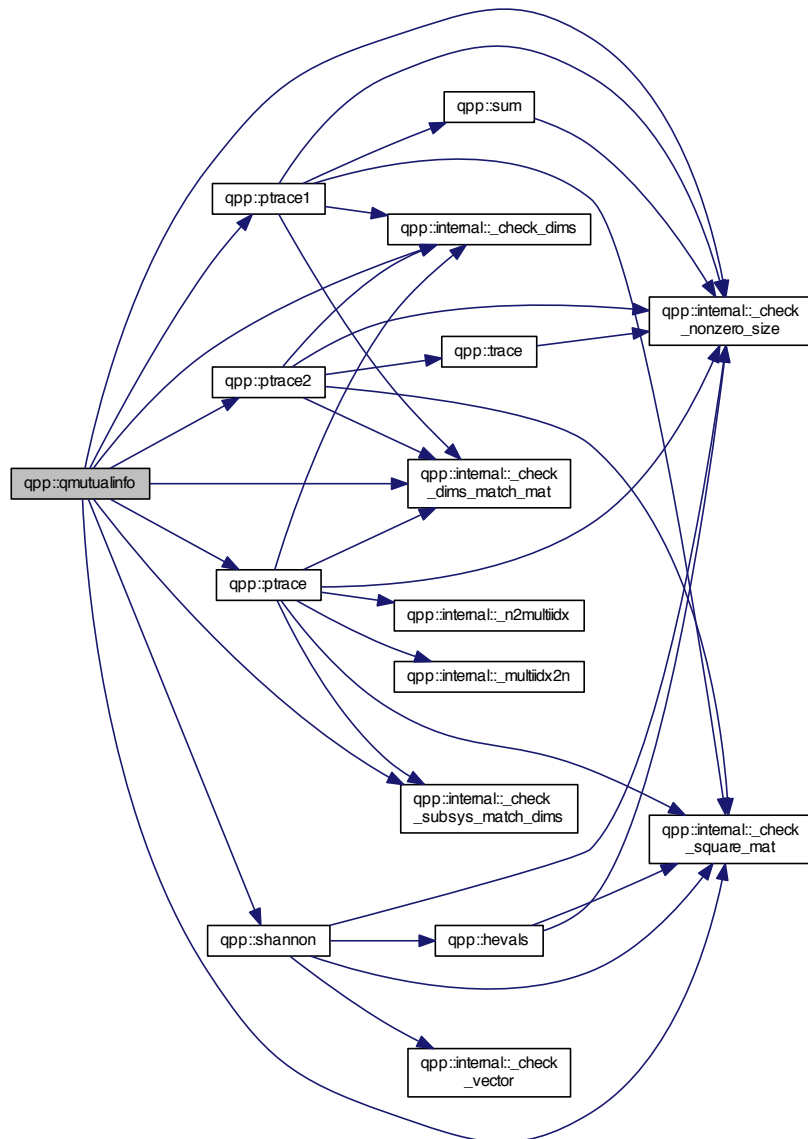 qpp::sum
qpp::ptrace1
qpp::internal::_check_dims
qpp::internal::_check
_nonzero_size
qpp::trace
qpp::ptrace2
qpp::internal::_check
_dims_match_mat
qpp::qmutualinfo
qpp::ptrace
qpp::internal::_n2multiidx
qpp::internal::_multiidx2n
qpp::internal::_check
_subsys_match_dims
qpp::internal::_check
_square_mat
qpp::shannon
qpp::hevals
qpp::internal::_check
_vector